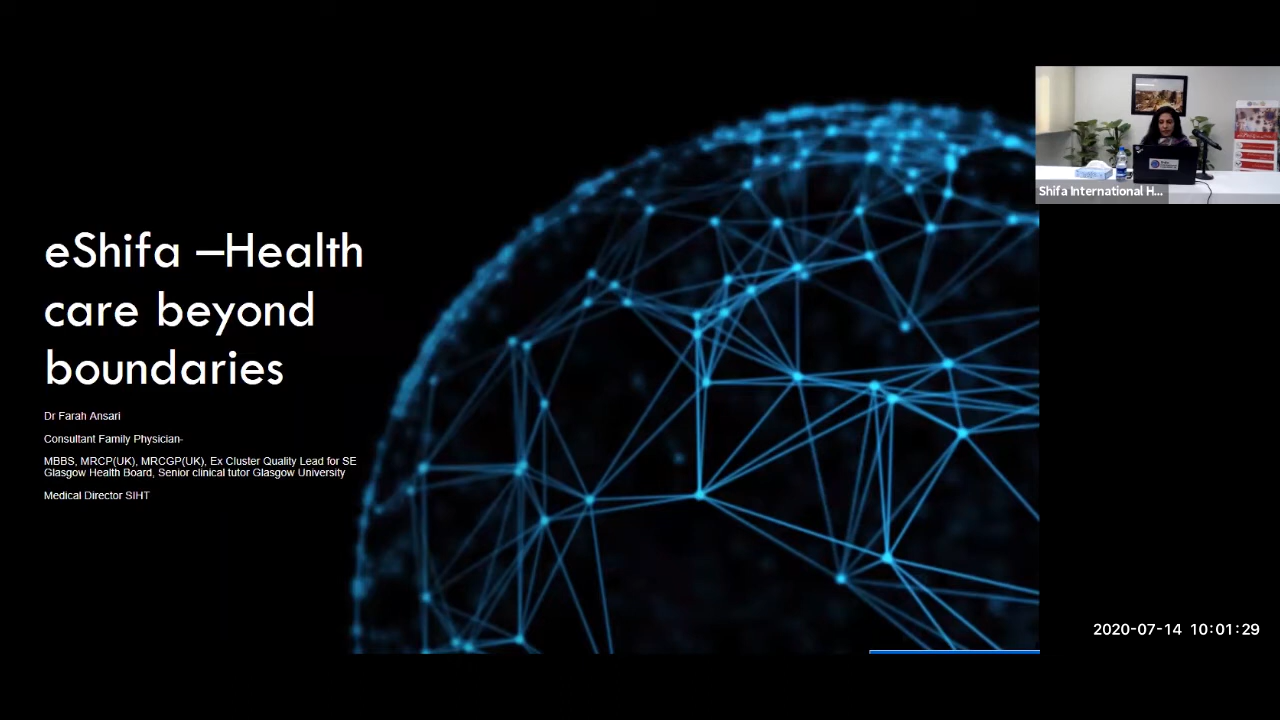 eShifa –Health
care beyond
boundaries
Dr Farah Ansari
Consultant Family Physician-
MBBS, MRCP(UK), MRCGP(UK), Ex Cluster Quality Lead for SE
Glasgow Health Board, Senior clinical tutor Glasgow University
Medical Director SIHT
Shifa International H...
2020-07-14 10:01:29